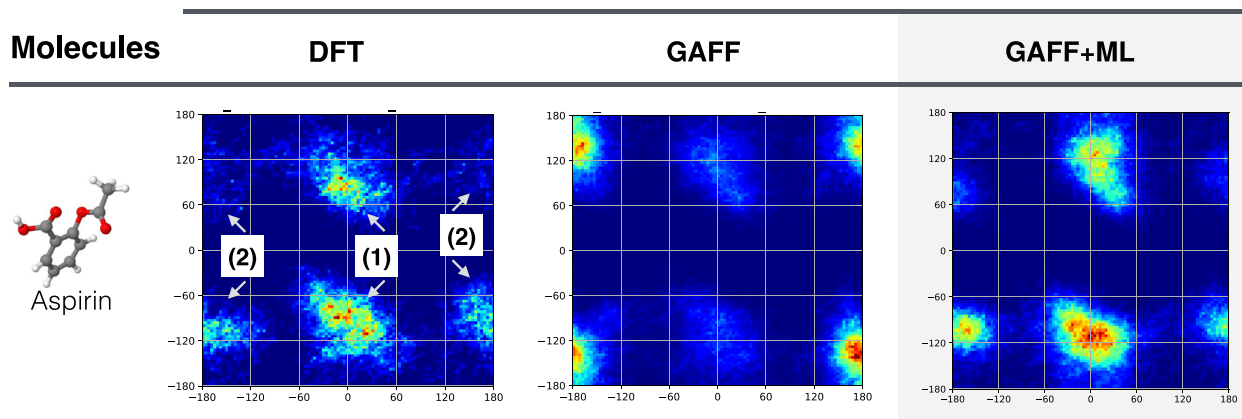 Molecules DFT GAFF GAFF+ML
180 180 180
120 120 120
60 60 60
(2) (1) (2)
0 0 0
−60 −60 −60
Aspirin
−120 −120 −120
−180 −180 −180
−180 −120 −60 0 60 120 180 −180 −120 −60 0 60 120 180 −180 −120 −60 0 60 120 180